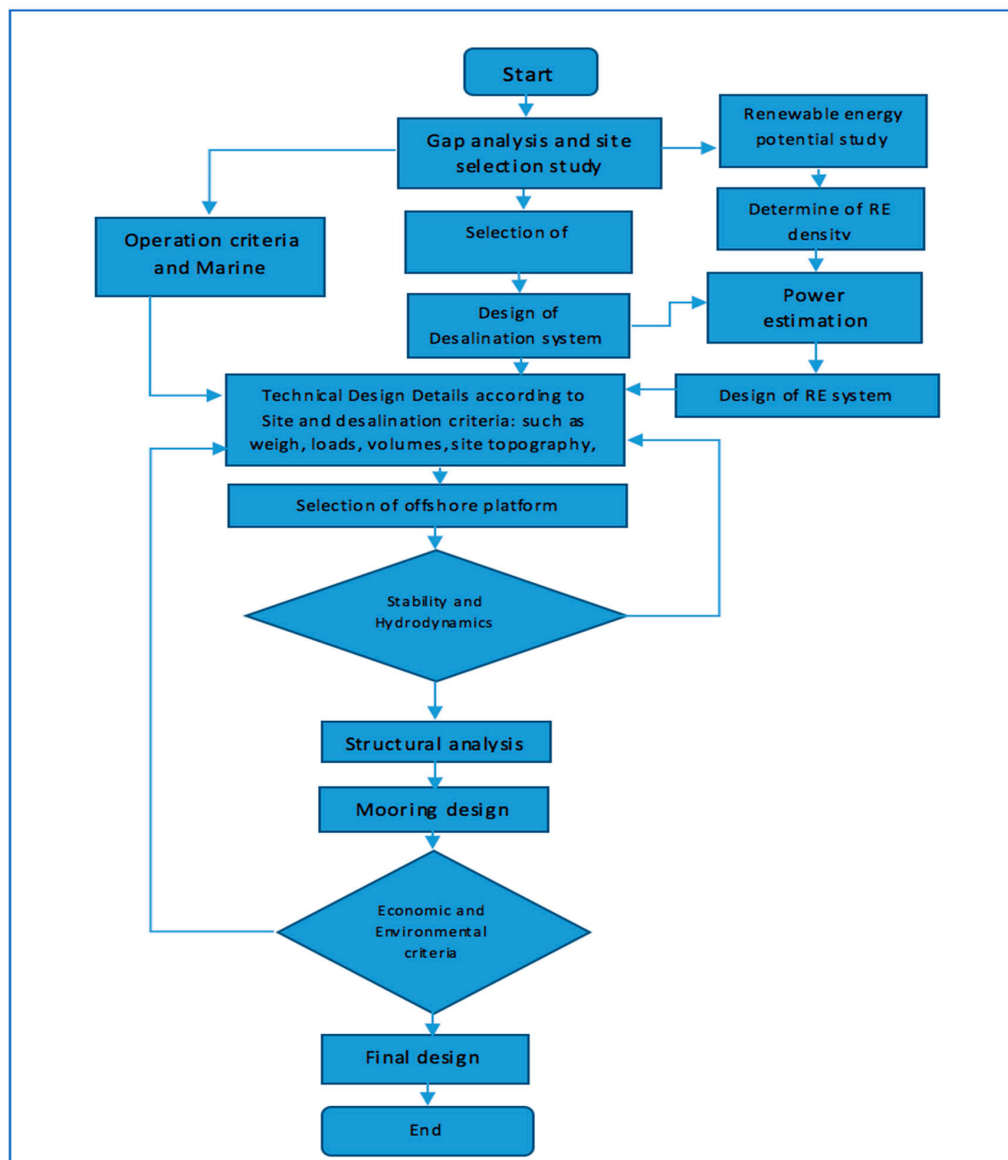 Start
Gap analysis and site
selection study
Renewable energy
potential study
Operation criteria
and Marine
Selection of
Determine of RE
density
Design of
Desalination system
Power
estimation
Design of RE system
Technical Design Details according to
Site and desalination criteria: such as
weigh, loads, volumes, site topography,
Selection of offshore platform
Stability and
Hydrodynamics
Structural analysis
Mooring design
Economic and
Environmental
criteria
Final design
End